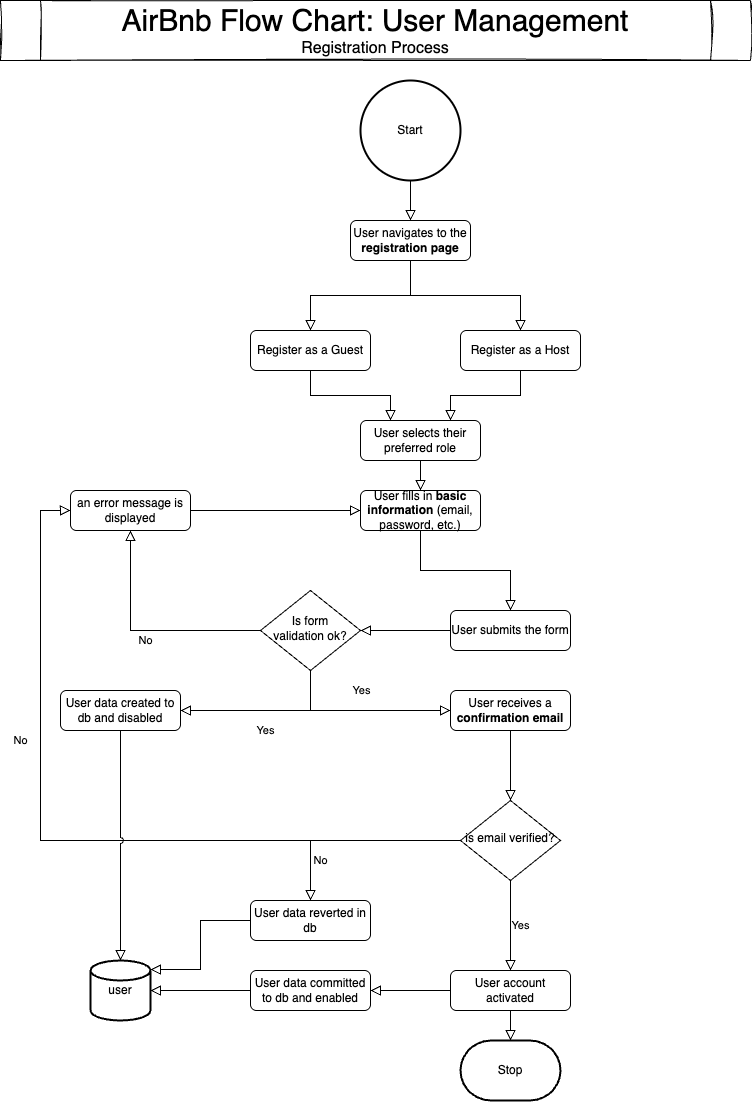 AirBnb Flow Chart: User Management
Registration Process
Start
User navigates to the
registration page
Register as a Guest
Register as a Host
User selects their
preferred role
an error message is
displayed
User fills in basic
information (email,
password, etc.)
Is form
validation ok?
User submits the form
No
Yes
User data created to
db and disabled
User receives a
confirmation email
Yes
No
is email verified?
No
User data reverted in
db
Yes
user
User data committed
to db and enabled
User account
activated
Stop